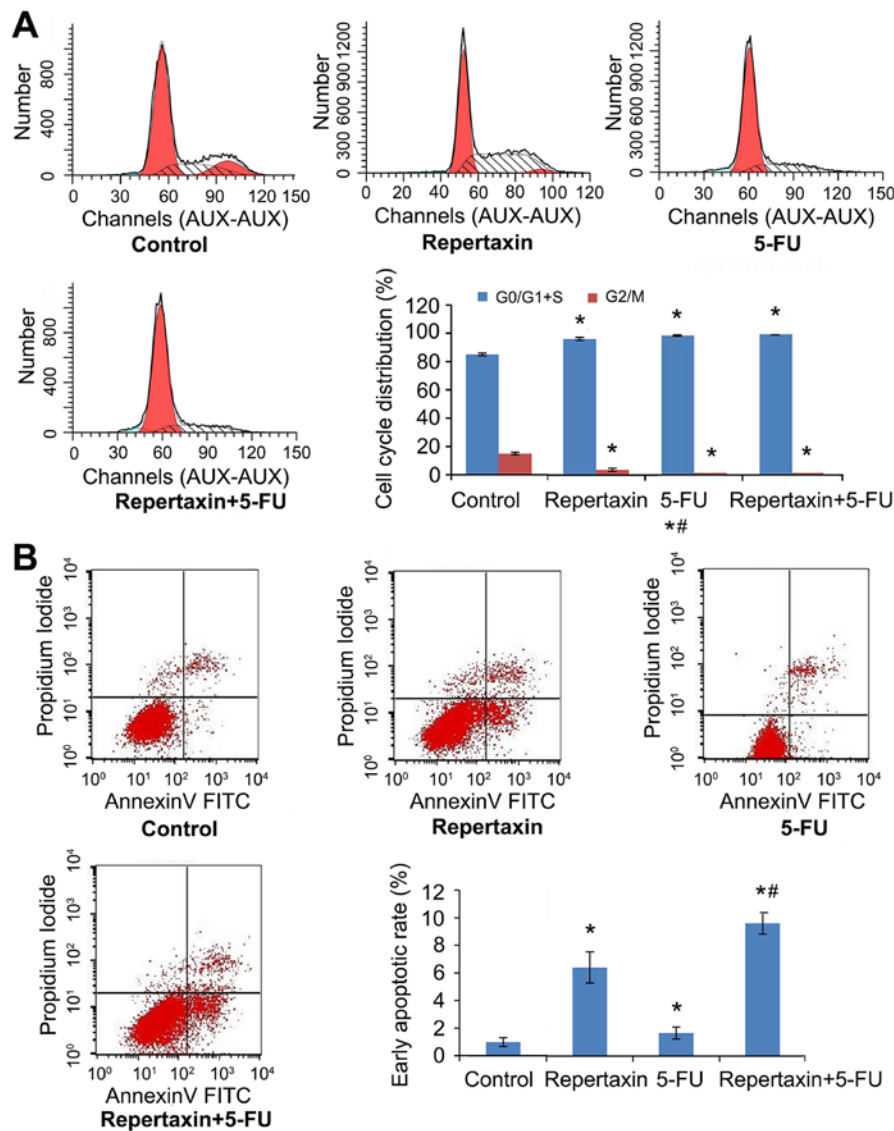 A
Number
0 400 800
0 30 60 90 120 150
Channels (AUX-AUX)
Control
Number
0 300 600 900 1200
0 20 40 60 80 100 120
Channels (AUX-AUX)
Repertaxin
Number
0 300 600 900 1200
0 30 60 90 120 150
Channels (AUX-AUX)
5-FU
Number
0 400 800
0 30 60 90 120 150
Channels (AUX-AUX)
Repertaxin+5-FU
Cell cycle distribution (%)
G0/G1+S G2/M
120
100
80
60
40
20
0
* * *
* * *
Control Repertaxin 5-FU Repertaxin+5-FU
*#
B
Propidium Iodide
10⁰ 10¹ 10² 10³ 10⁴
10⁰ 10¹ 10² 10³ 10⁴
AnnexinV FITC
Control
Propidium Iodide
10⁰ 10¹ 10² 10³ 10⁴
10⁰ 10¹ 10² 10³ 10⁴
AnnexinV FITC
Repertaxin
Propidium Iodide
10⁰ 10¹ 10² 10³ 10⁴
10⁰ 10¹ 10² 10³ 10⁴
AnnexinV FITC
5-FU
Propidium Iodide
10⁰ 10¹ 10² 10³ 10⁴
10⁰ 10¹ 10² 10³ 10⁴
AnnexinV FITC
Repertaxin+5-FU
Early apoptotic rate (%)
12
10
8
6
4
2
0
* * *#
Control Repertaxin 5-FU Repertaxin+5-FU